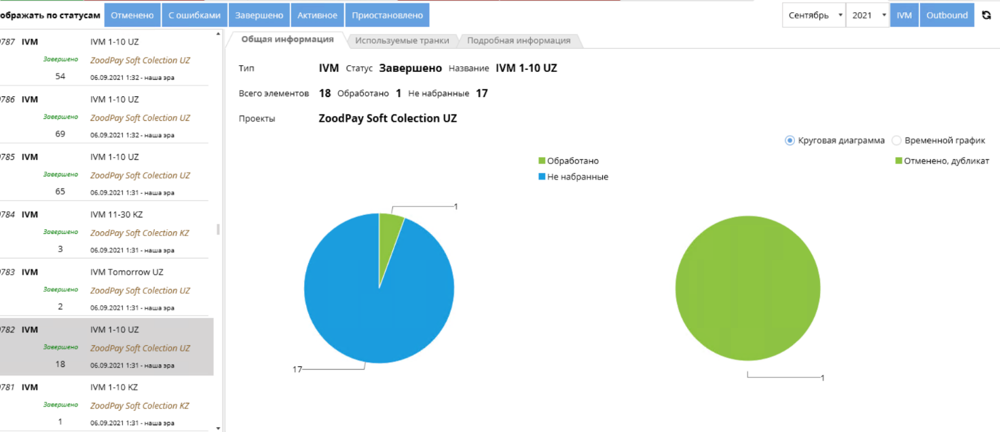 ображать по статусам Отменено С ошибками Завершено Активное Приостановлено Сентябрь 2021 IVM Outbound
787 IVM IVM 1-10 UZ
Завершено ZoodPay Soft Colection UZ
54 06.09.2021 1:32 - наша эра
786 IVM IVM 1-10 UZ
Завершено ZoodPay Soft Colection UZ
69 06.09.2021 1:32 - наша эра
785 IVM IVM 1-10 UZ
Завершено ZoodPay Soft Colection UZ
65 06.09.2021 1:31 - наша эра
784 IVM IVM 11-30 KZ
Завершено ZoodPay Soft Colection KZ
3 06.09.2021 1:31 - наша эра
783 IVM IVM Tomorrow UZ
Завершено ZoodPay Soft Colection UZ
2 06.09.2021 1:31 - наша эра
782 IVM IVM 1-10 UZ
Завершено ZoodPay Soft Colection UZ
18 06.09.2021 1:31 - наша эра
781 IVM IVM 1-10 KZ
Завершено ZoodPay Soft Colection KZ
1 06.09.2021 1:31 - наша эра
Общая информация Используемые транки Подробная информация
Тип IVM Статус Завершено Название IVM 1-10 UZ
Всего элементов 18 Обработано 1 Не набранные 17
Проекты ZoodPay Soft Colection UZ
Круговая диаграмма Временной график
Обработано
Не набранные
Отменено, дубликат
1
17
1